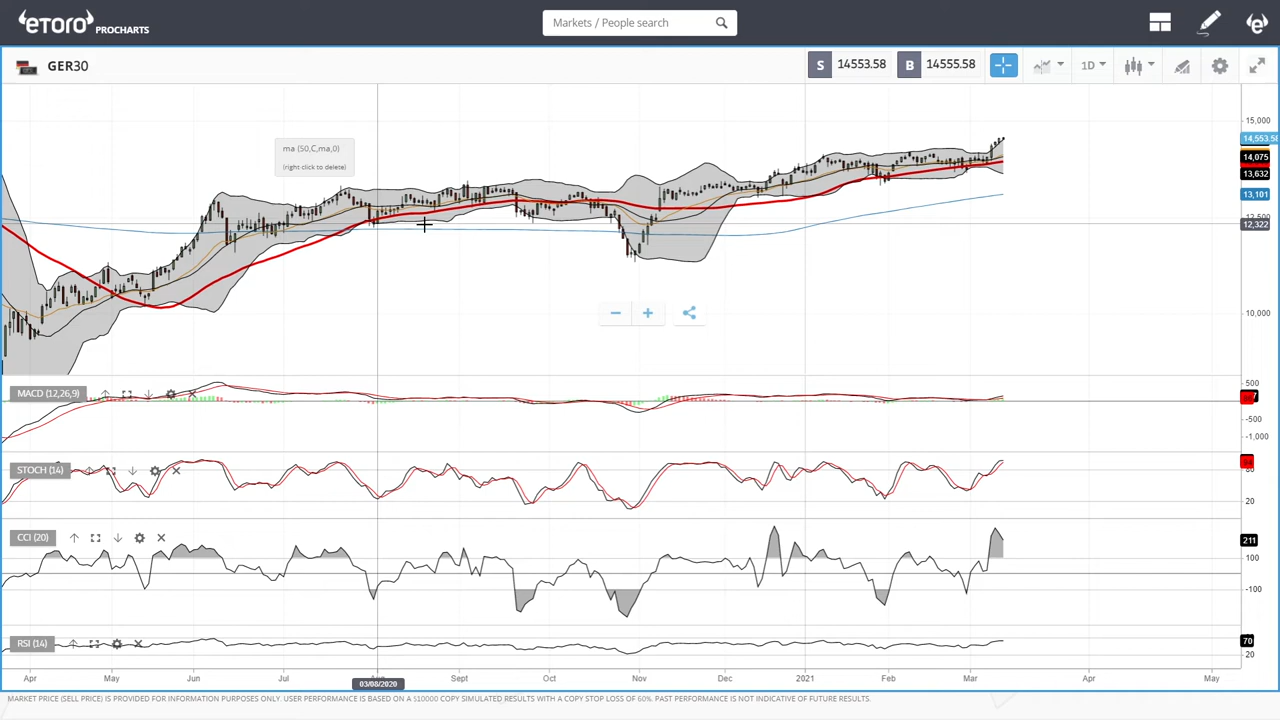 eToro PROCHARTS
Markets / People search
GER30
S 14553.58 B 14555.58
1D
ma (50,C,ma,0)
(right click to delete)
15,000
14,553.58
14,075
13,632
13,101
12,322
10,000
MACD (12,26,9)
500
-500
-1,000
STOCH (14)
20
CCI (20)
211
100
-100
RSI (14)
70
20
Apr May Jun Jul Sept Oct Nov Dec 2021 Feb Mar Apr May
03/08/2020
MARKET PRICE (SELL PRICE) IS PROVIDED FOR INFORMATION PURPOSES ONLY. USER PERFORMANCE IS BASED ON A $10000 COPY SIMULATED RESULTS WITH A COPY STOP LOSS OF 60%. PAST PERFORMANCE IS NOT INDICATIVE OF FUTURE RESULTS.